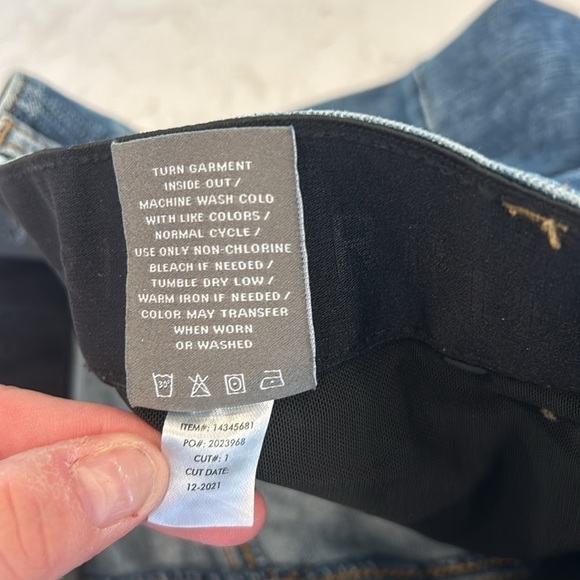 TURN GARMENT
INSIDE OUT /
MACHINE WASH COLD
WITH LIKE COLORS /
NORMAL CYCLE /
USE ONLY NON-CHLORINE
BLEACH IF NEEDED /
TUMBLE DRY LOW /
WARM IRON IF NEEDED /
COLOR MAY TRANSFER
WHEN WORN
OR WASHED
30°
ITEM#: 14345681
PO#: 2023968
CUT#: 1
CUT DATE:
12-2021